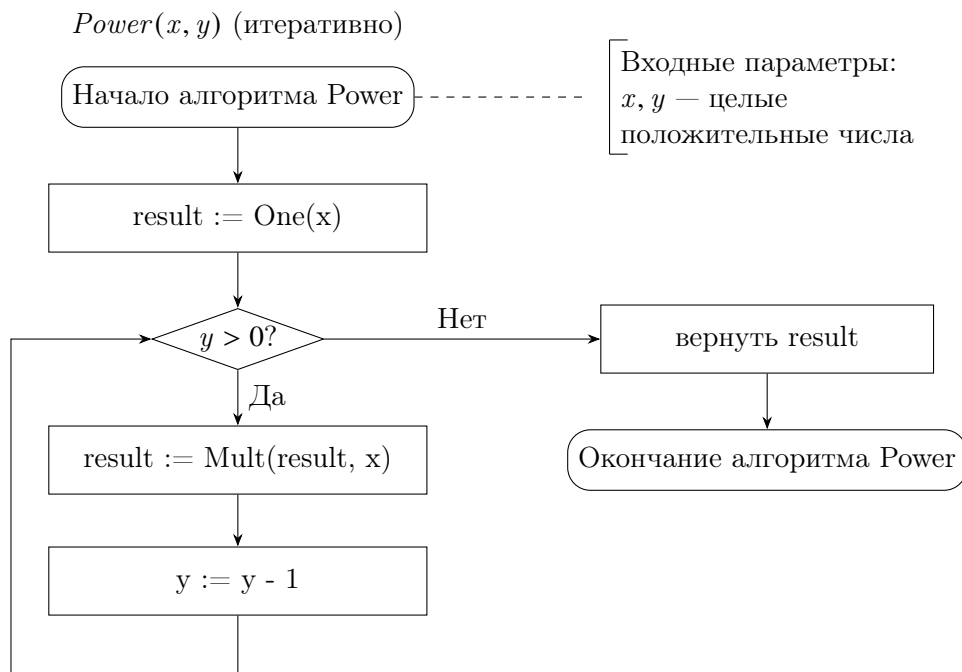 Power(x, y) (итеративно)
Начало алгоритма Power
Входные параметры:
x, y — целые
положительные числа
result := One(x)
y > 0?
Нет
вернуть result
Да
result := Mult(result, x)
Окончание алгоритма Power
y := y - 1